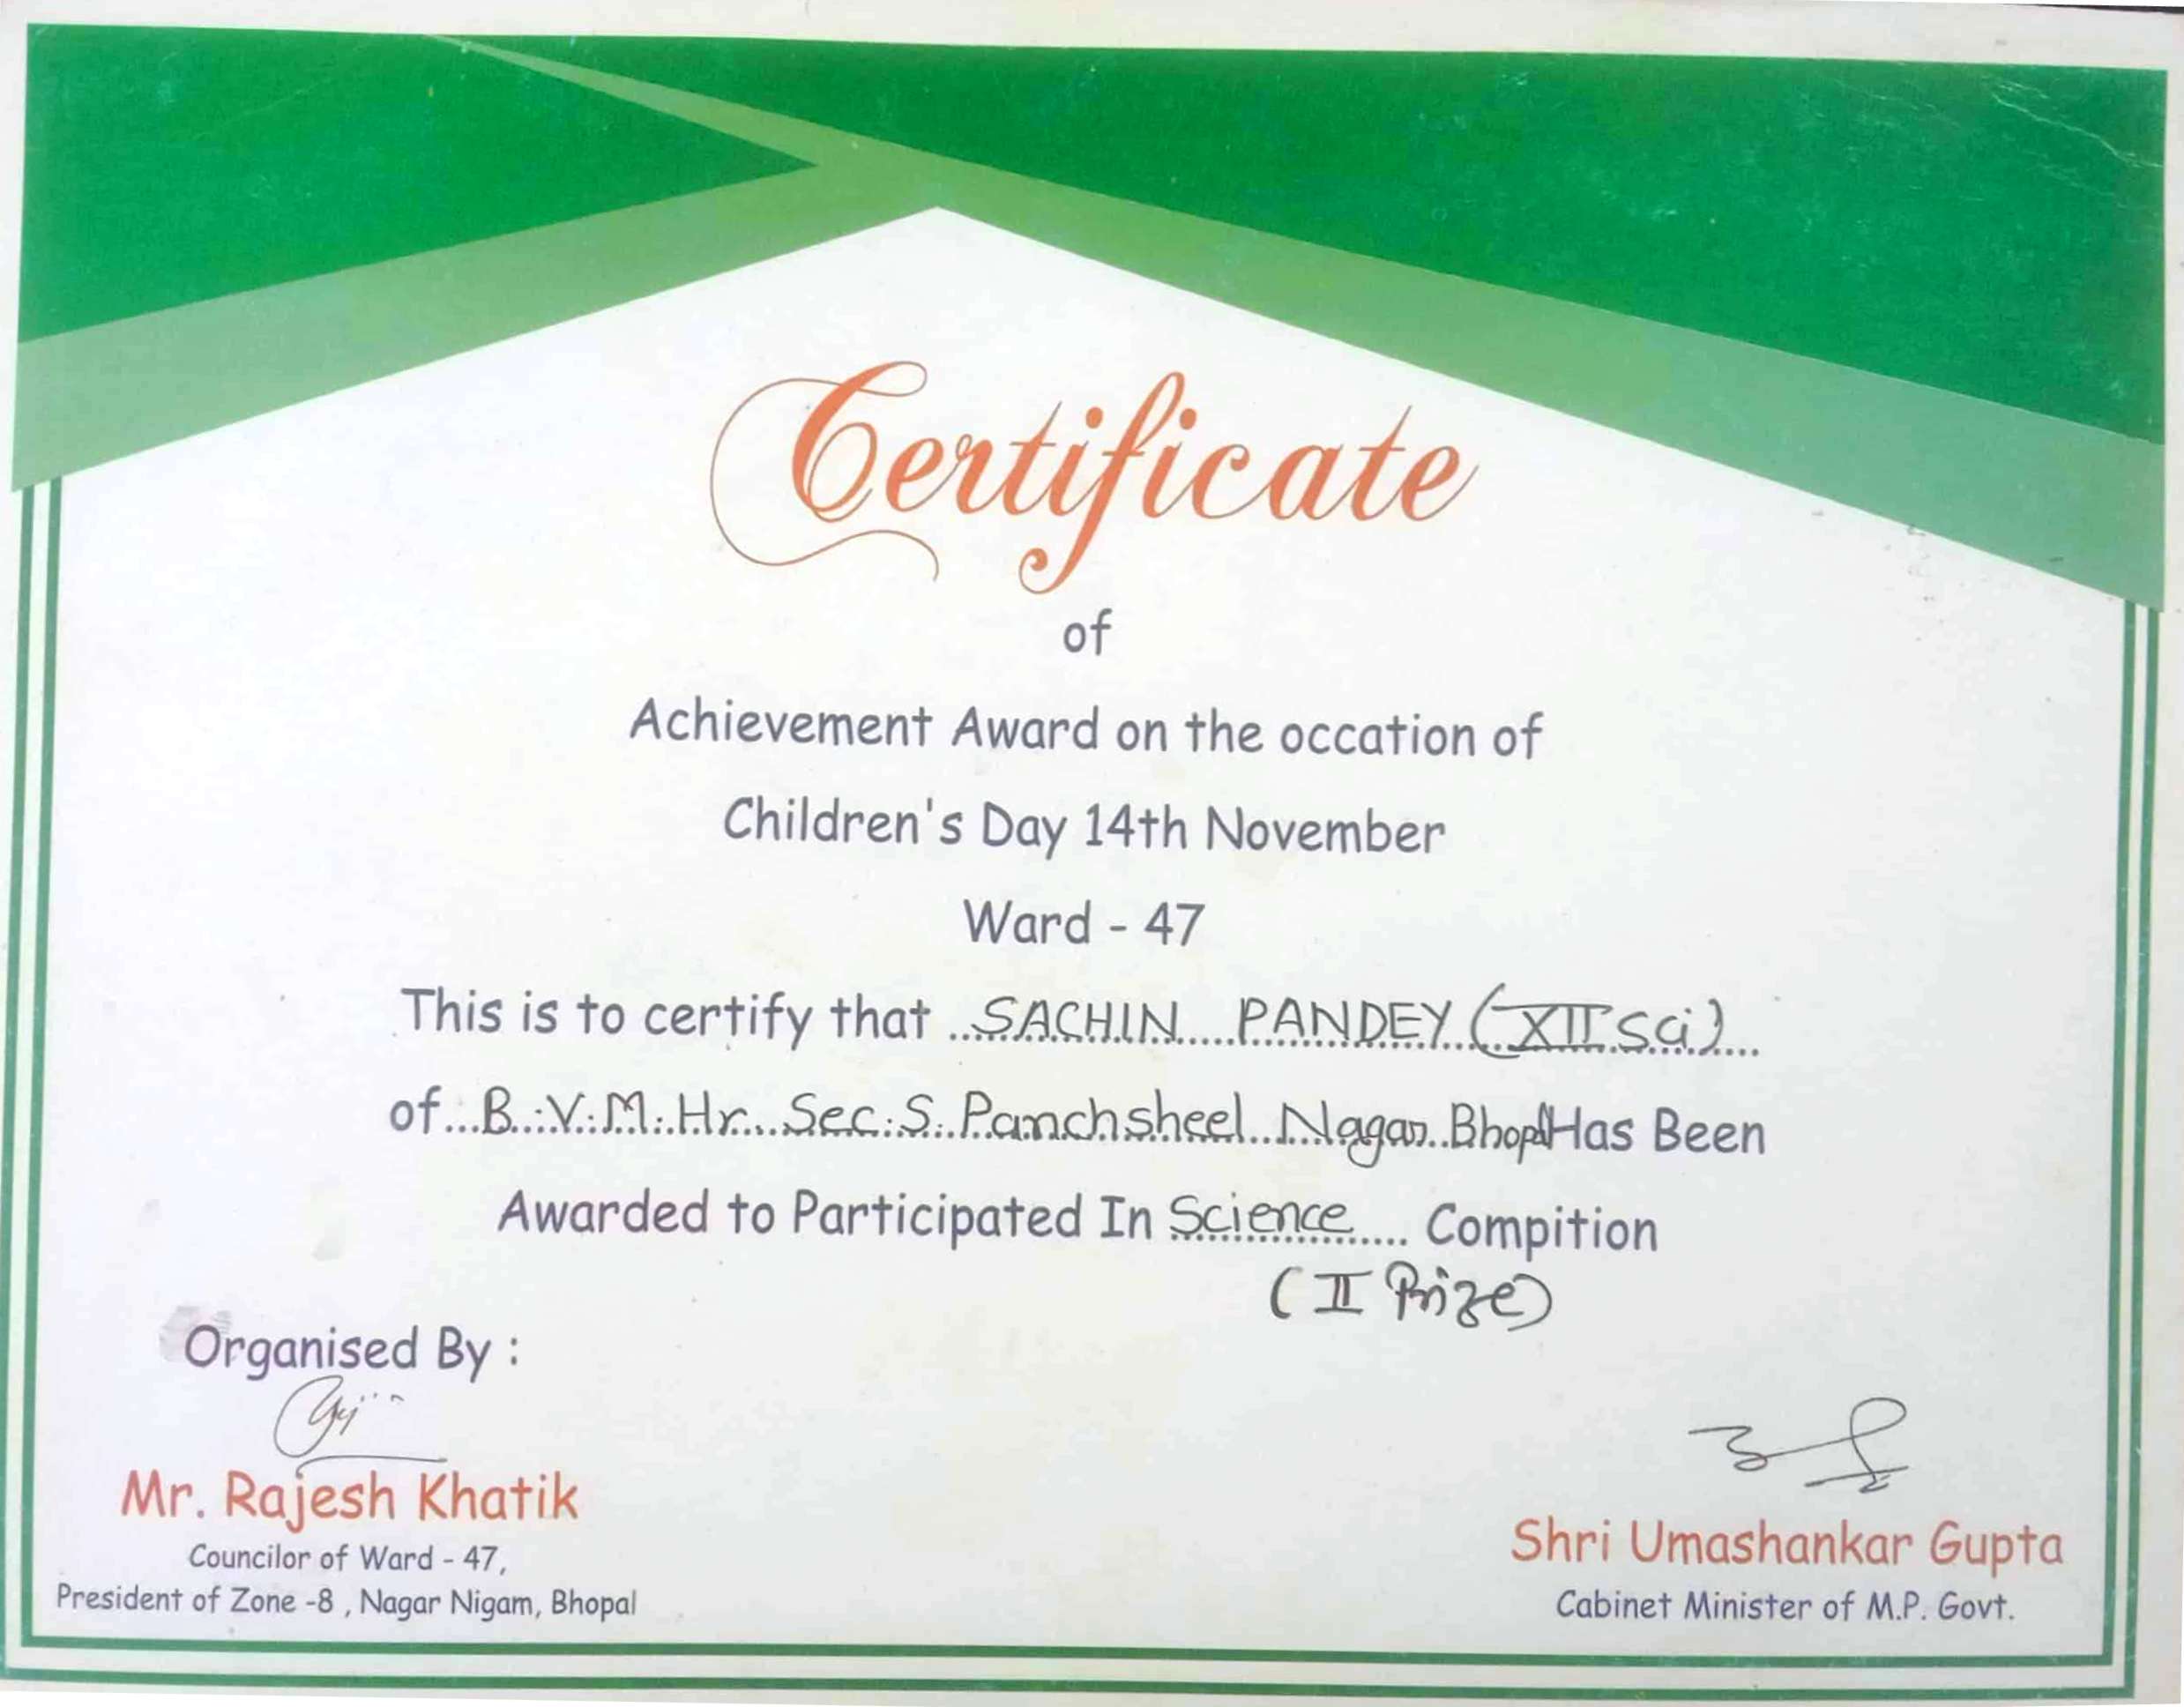 Certificate
of
Achievement Award on the occation of
Children's Day 14th November
Ward - 47
This is to certify that SACHIN PANDEY (XII Sci)
of B.V.M. Hr. Sec. S. Panchsheel Nagar Bhopal Has Been
Awarded to Participated In Science Compition
(II Prize)
Organised By :
Mr. Rajesh Khatik
Councilor of Ward - 47,
President of Zone -8 , Nagar Nigam, Bhopal
Shri Umashankar Gupta
Cabinet Minister of M.P. Govt.